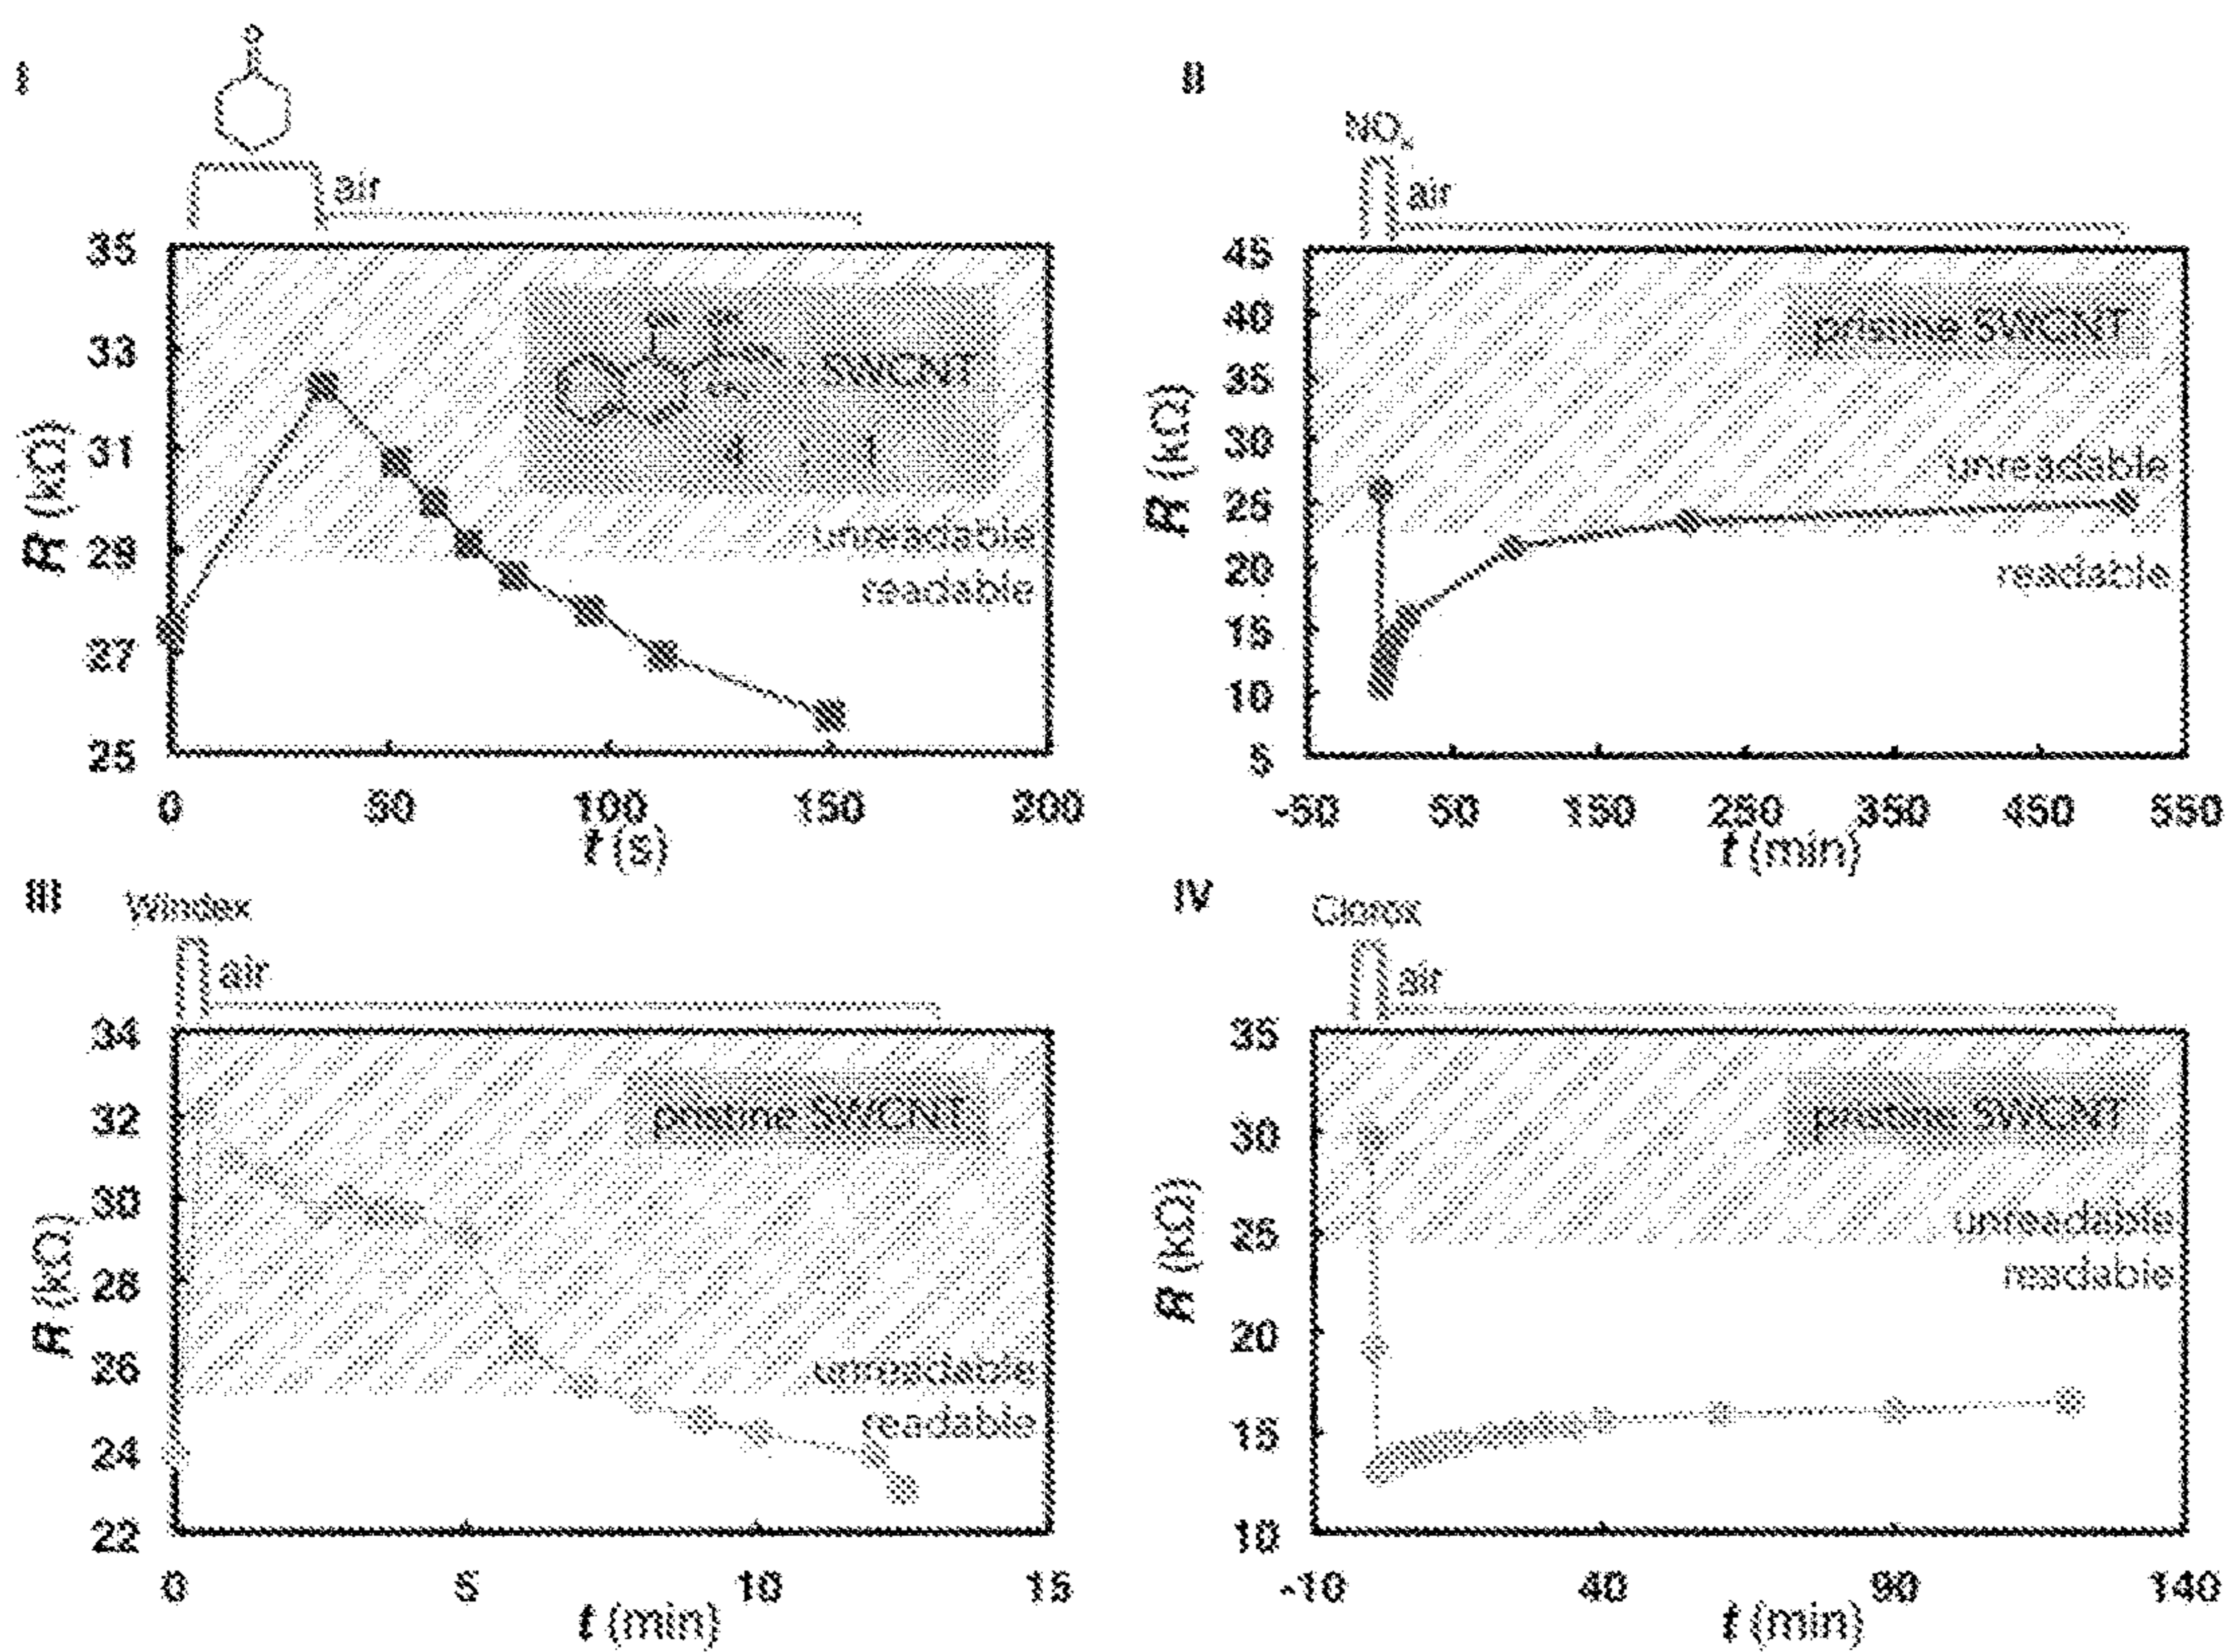 I
O
air
35
33
31
29
27
25
SWCNT
4 : 1
unreadable
readable
0 50 100 150 200
t (s)
R (kΩ)
II
NOx
air
45
40
35
30
25
20
15
10
5
pristine SWCNT
unreadable
readable
-50 50 150 250 350 450 550
t (min)
R (kΩ)
III
Windex
air
34
32
30
28
26
24
22
pristine SWCNT
unreadable
readable
0 5 10 15
t (min)
R (kΩ)
IV
Clorox
air
35
30
25
20
15
10
pristine SWCNT
unreadable
readable
-10 40 90 140
t (min)
R (kΩ)